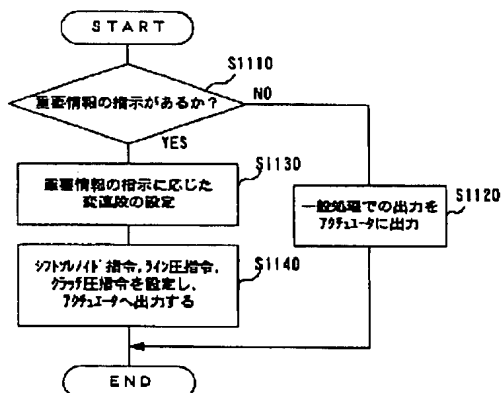 START
S1110
重要情報の指示があるか?
NO
YES
S1130
重要情報の指示に応じた
変速段の設定
S1120
一般処理での出力を
アクチュエータに出力
S1140
シフトソレノイド指令,ライン圧指令,
クラッチ圧指令を設定し、
アクチュエータへ出力する
END